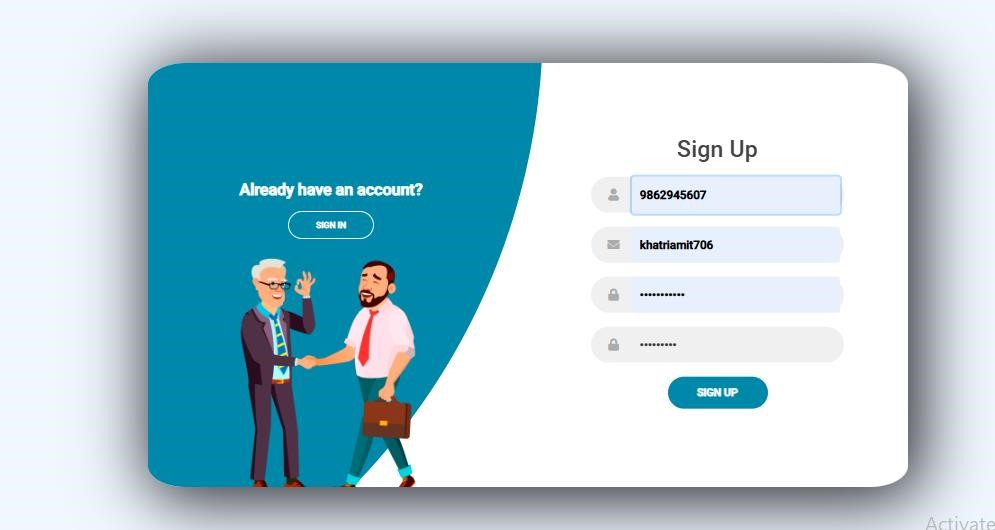 Already have an account?
SIGN IN
Sign Up
9862945607
khatriamit706
•••••••••••
•••••••••
SIGN UP
Activate